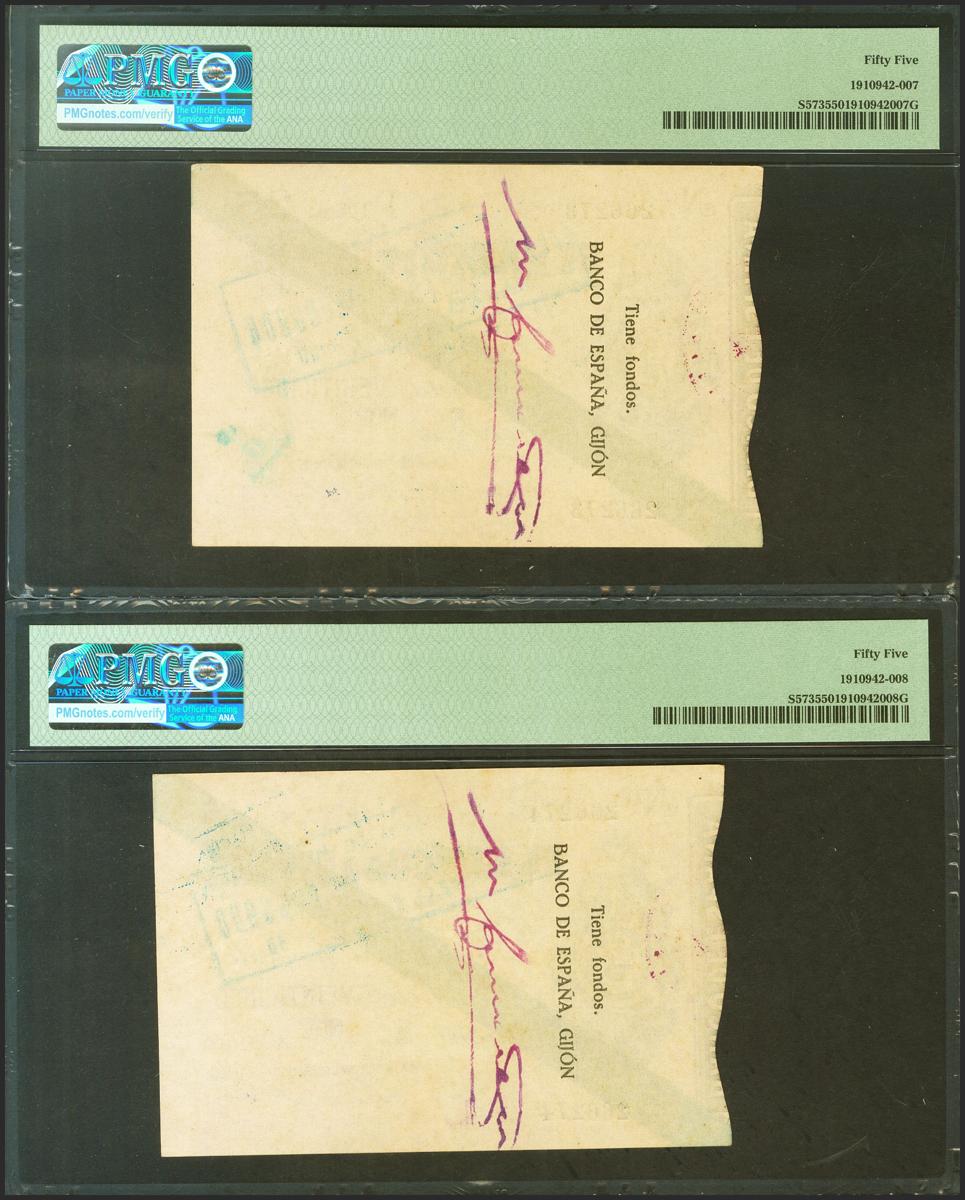 PMG
PAPER MONEY GUARANTY
PMGnotes.com/verify
The Official Grading
Service of the ANA
Fifty Five
1910942-007
S5735501910942007G
Tiene fondos.
BANCO DE ESPAÑA, GIJÓN
PMG
PAPER MONEY GUARANTY
PMGnotes.com/verify
The Official Grading
Service of the ANA
Fifty Five
1910942-008
S5735501910942008G
Tiene fondos.
BANCO DE ESPAÑA, GIJÓN